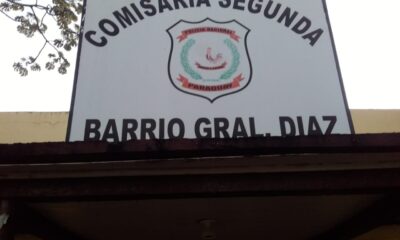 COMISARIA SEGUNDA
POLICIA NACIONAL
PARAGUAY
BARRIO GRAL. DIAZ